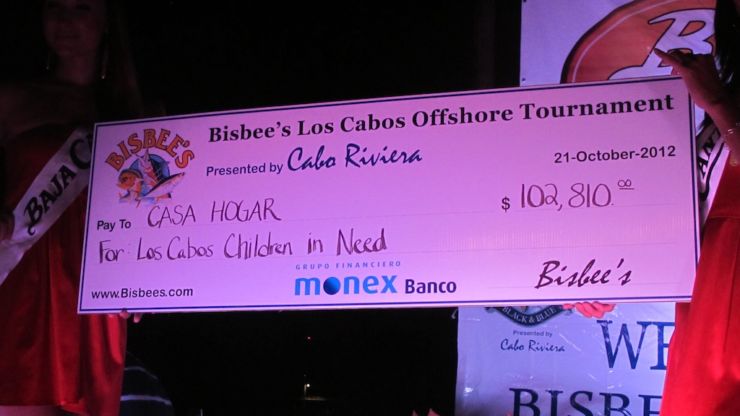 BISBEE'S
Bisbee's Los Cabos Offshore Tournament
Presented by Cabo Riviera
21-October-2012
Pay To CASA HOGAR
$ 102,810.00
For: Los Cabos Children in Need
GRUPO FINANCIERO
monex Banco
Bisbee's
www.Bisbees.com
BAJA
B
BLACK & BLUE
Presented by
Cabo Riviera
WE
BISBE